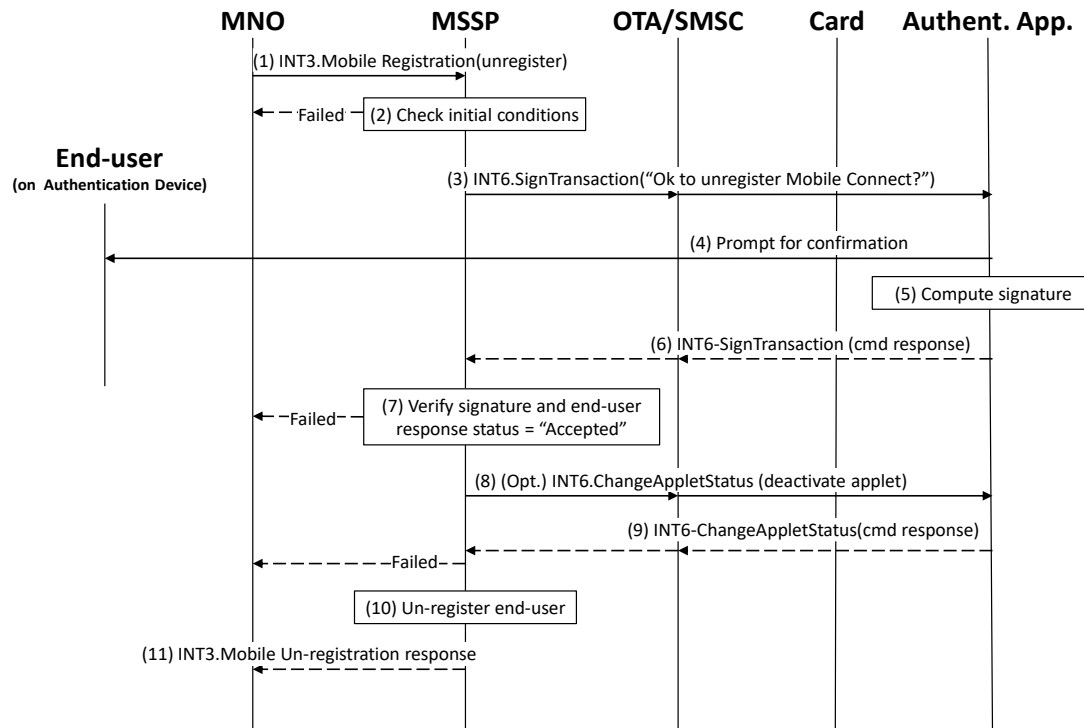 MNO MSSP OTA/SMSC Card Authent. App.
(1) INT3.Mobile Registration(unregister)
Failed
(2) Check initial conditions
End-user
(on Authentication Device)
(3) INT6.SignTransaction(“Ok to unregister Mobile Connect?”)
(4) Prompt for confirmation
(5) Compute signature
(6) INT6-SignTransaction (cmd response)
Failed
(7) Verify signature and end-user
response status = “Accepted”
(8) (Opt.) INT6.ChangeAppletStatus (deactivate applet)
(9) INT6-ChangeAppletStatus(cmd response)
Failed
(10) Un-register end-user
(11) INT3.Mobile Un-registration response